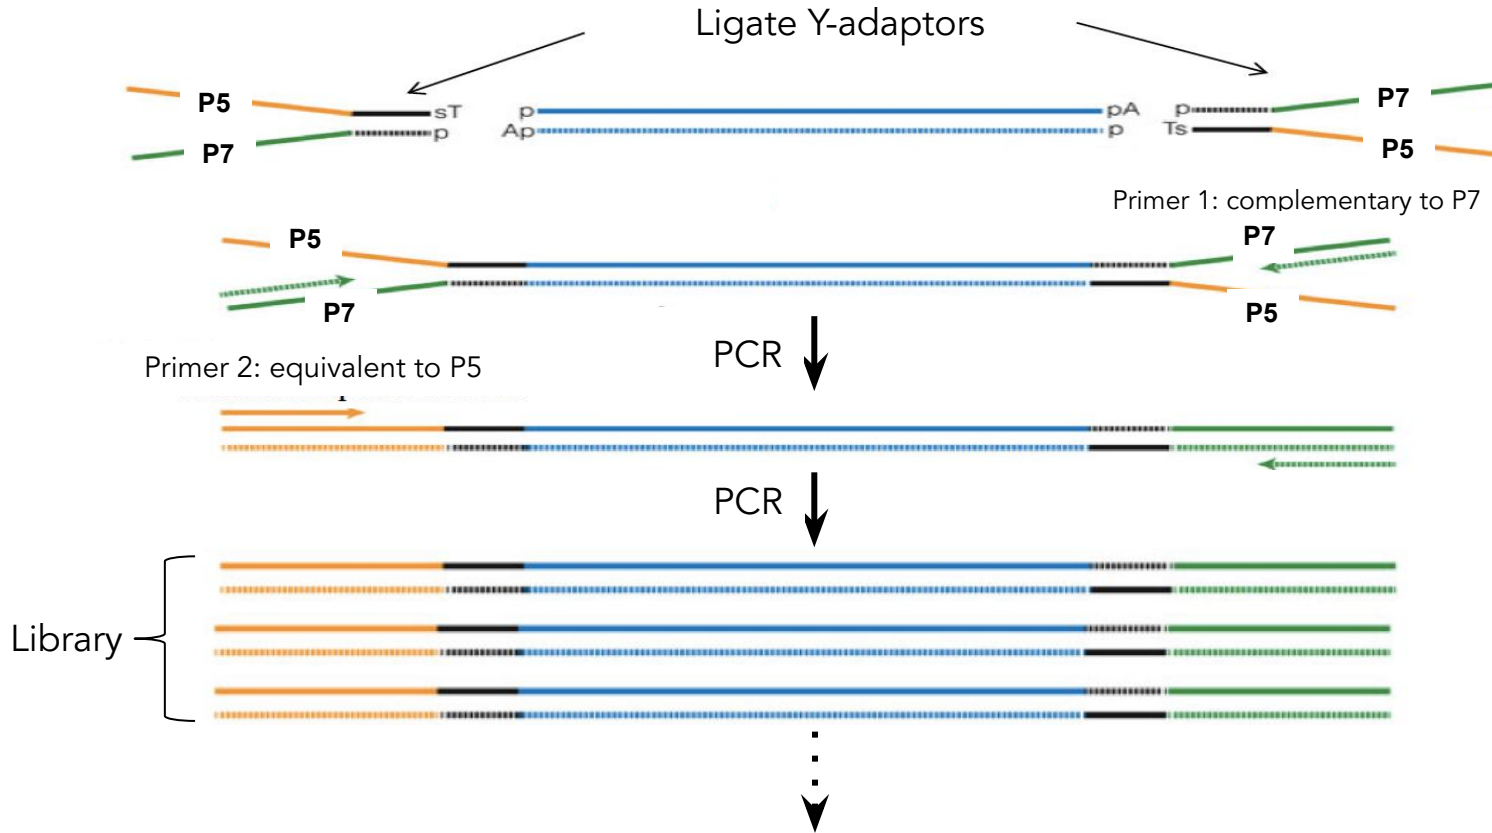 Ligate Y-adaptors
P5 sT p pA p P7
P7 p Ap p Ts P5
Primer 1: complementary to P7
P5 P7
P7 P5
PCR
Primer 2: equivalent to P5
PCR
Library